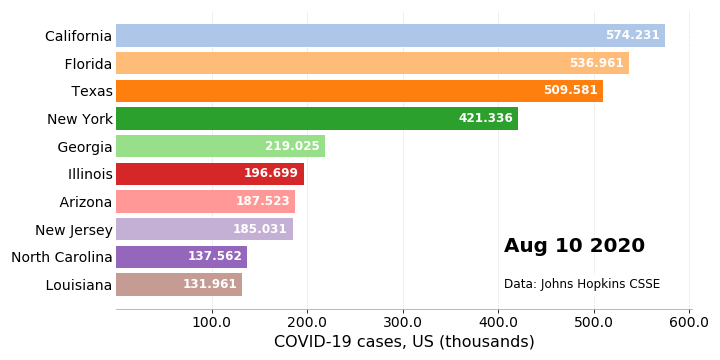 California 574.231
Florida 536.961
Texas 509.581
New York 421.336
Georgia 219.025
Illinois 196.699
Arizona 187.523
New Jersey 185.031
North Carolina 137.562
Louisiana 131.961
Aug 10 2020
Data: Johns Hopkins CSSE
100.0 200.0 300.0 400.0 500.0 600.0
COVID-19 cases, US (thousands)